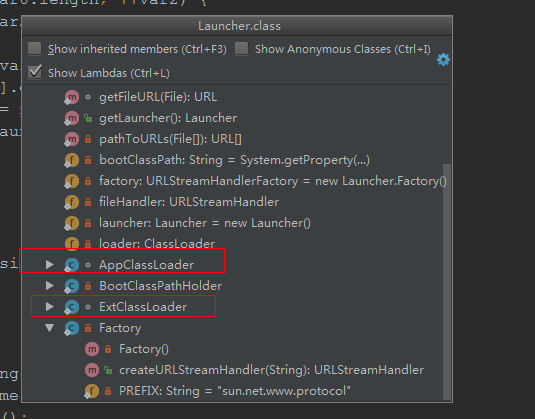 Launcher.class
Show inherited members (Ctrl+F3) Show Anonymous Classes (Ctrl+I)
Show Lambdas (Ctrl+L)
getFileURL(File): URL
getLauncher(): Launcher
pathToURLs(File[]): URL[]
bootClassPath: String = System.getProperty(...)
factory: URLStreamHandlerFactory = new Launcher.Factory()
fileHandler: URLStreamHandler
launcher: Launcher = new Launcher()
loader: ClassLoader
AppClassLoader
BootClassPathHolder
ExtClassLoader
Factory
Factory()
createURLStreamHandler(String): URLStreamHandler
PREFIX: String = "sun.net.www.protocol"